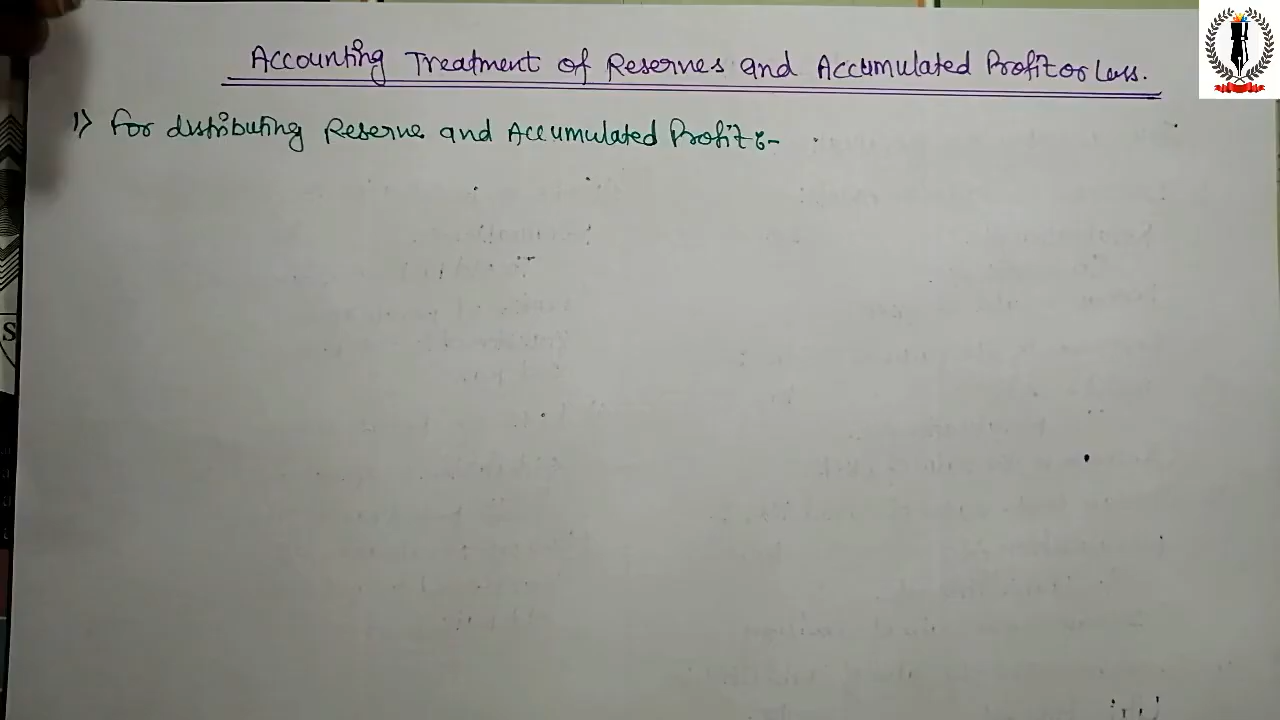 Accounting Treatment of Reserves and Accumulated Profit or Loss.
1) For distributing Reserve and Accumulated Profit :-
S